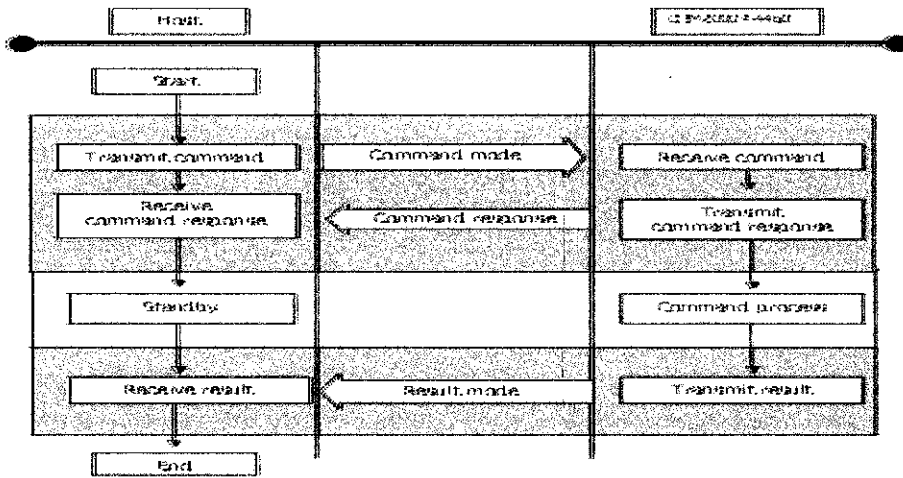 Host
Start
Transmit command
Command mode
Receive command
Receive
command response
Command response
Transmit
command response
Standby
Command process
Receive result
Result mode
Transmit result
End